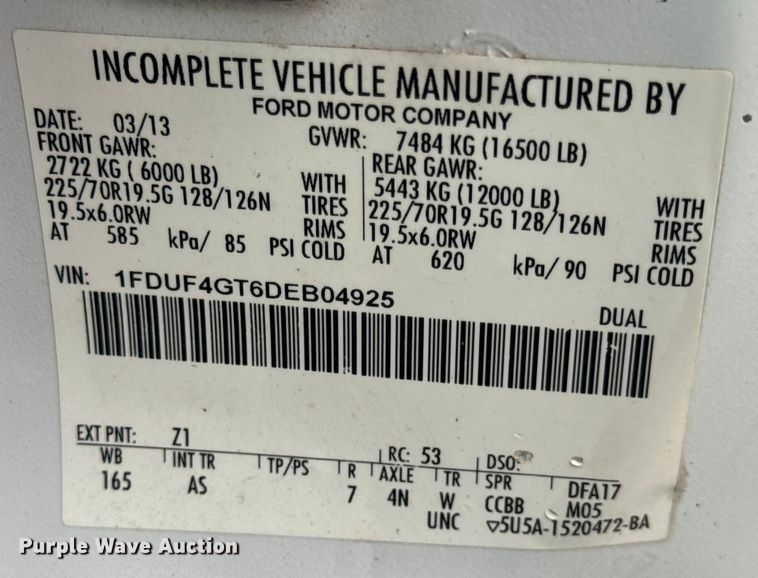 INCOMPLETE VEHICLE MANUFACTURED BY
FORD MOTOR COMPANY
DATE: 03/13 GVWR: 7484 KG (16500 LB)
FRONT GAWR: REAR GAWR:
2722 KG ( 6000 LB) WITH 5443 KG (12000 LB) WITH
225/70R19.5G 128/126N TIRES 225/70R19.5G 128/126N TIRES
19.5x6.0RW RIMS 19.5x6.0RW RIMS
AT 585 kPa/ 85 PSI COLD AT 620 kPa/ 90 PSI COLD
VIN: 1FDUF4GT6DEB04925
DUAL
EXT PNT: Z1 RC: 53 DSO:
WB INT TR TP/PS R AXLE TR SPR DFA17
165 AS 7 4N W CCBB M05
UNC ▽5U5A-1520472-BA
Purple Wave Auction